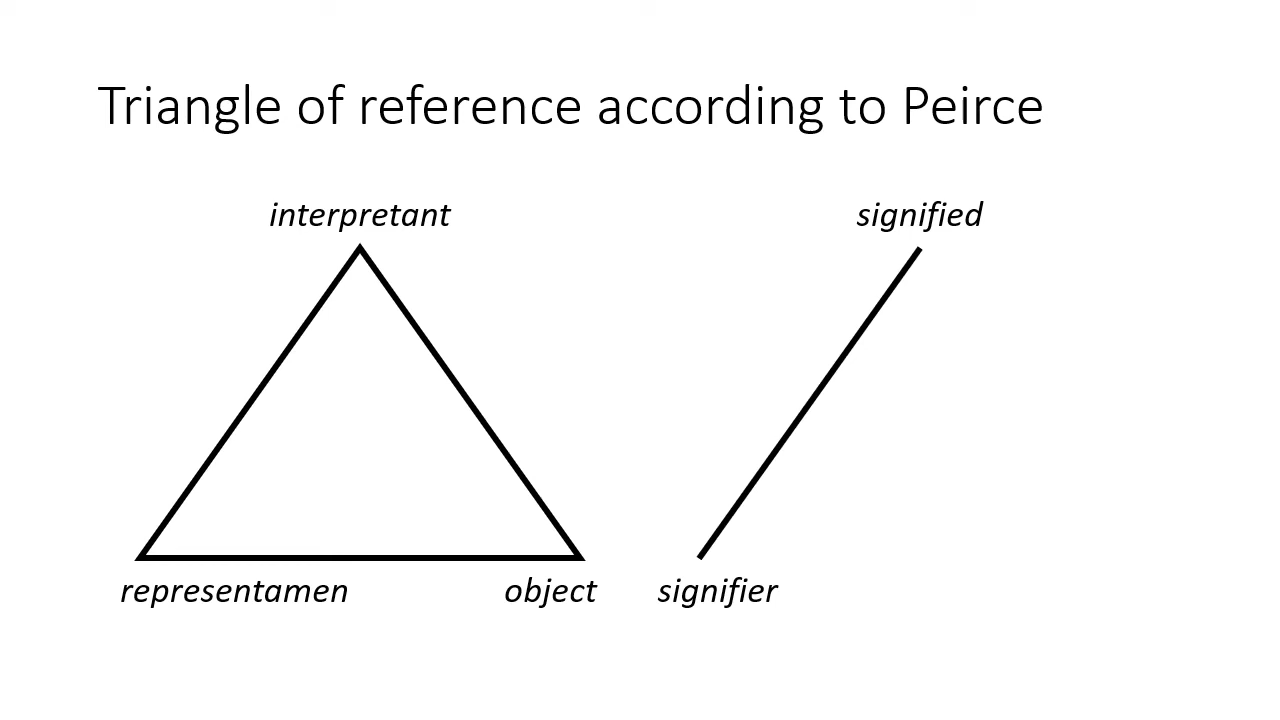 Triangle of reference according to Peirce
interpretant
signified
representamen
object
signifier